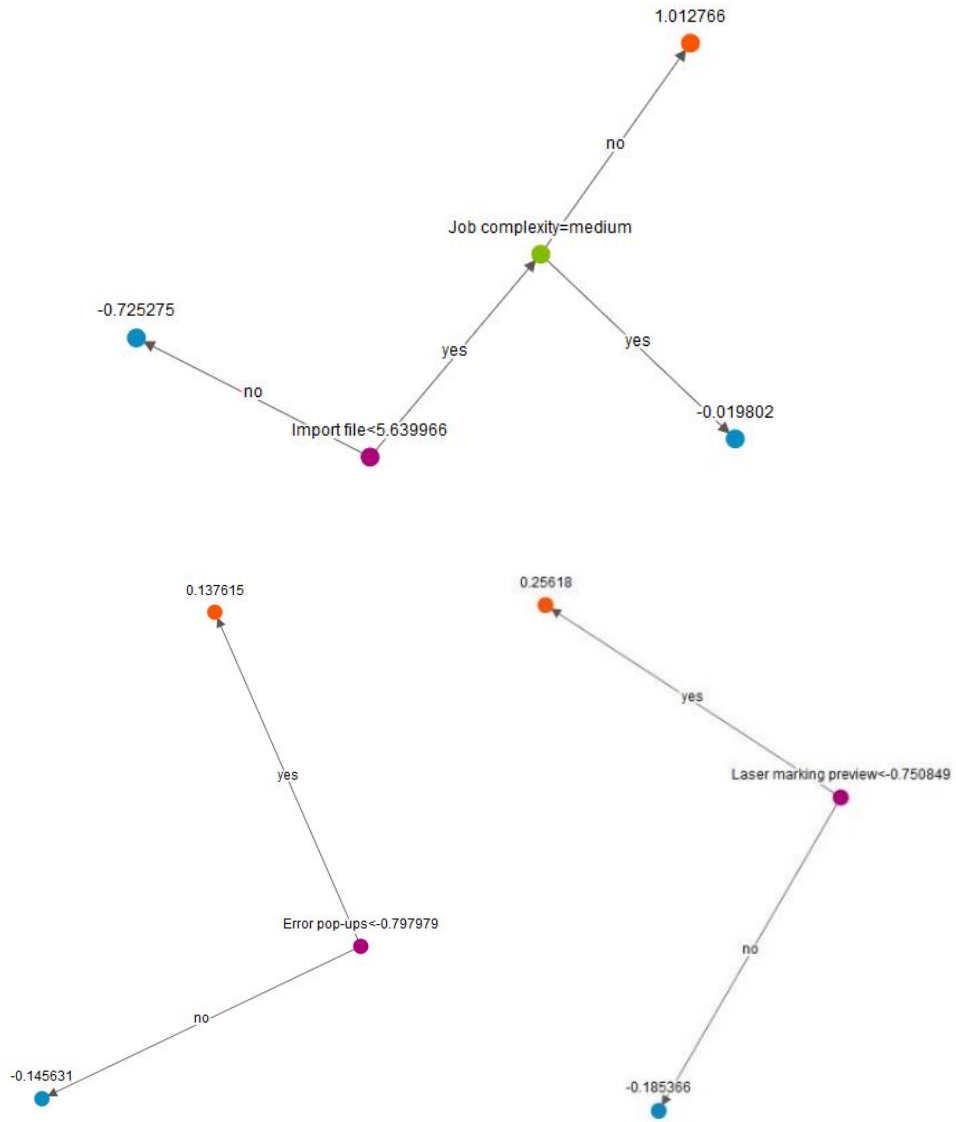 1.012766
no
Job complexity=medium
-0.725275
yes
yes
no
-0.019802
Import file<5.639966
0.137615
0.25618
yes
yes
Laser marking preview<-0.750849
Error pop-ups<-0.797979
no
no
-0.145631
-0.185366